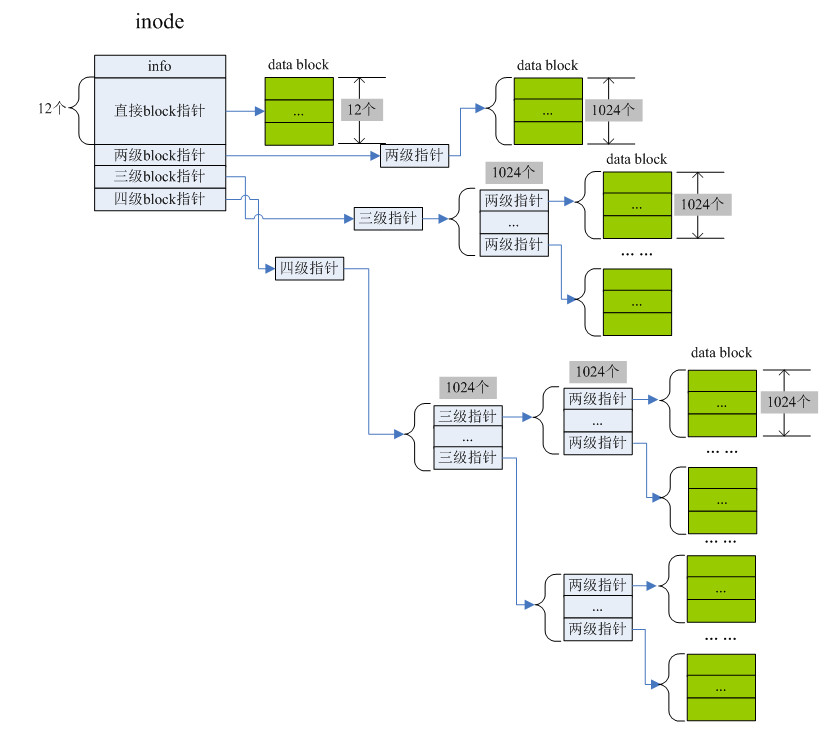 inode
info
12个
直接block指针
两级block指针
三级block指针
四级block指针
data block
...
12个
两级指针
data block
...
1024个
三级指针
1024个
两级指针
...
两级指针
data block
...
1024个
... ...
...
四级指针
1024个
三级指针
...
三级指针
1024个
两级指针
...
两级指针
data block
...
1024个
... ...
...
... ...
两级指针
...
两级指针
...
... ...
...